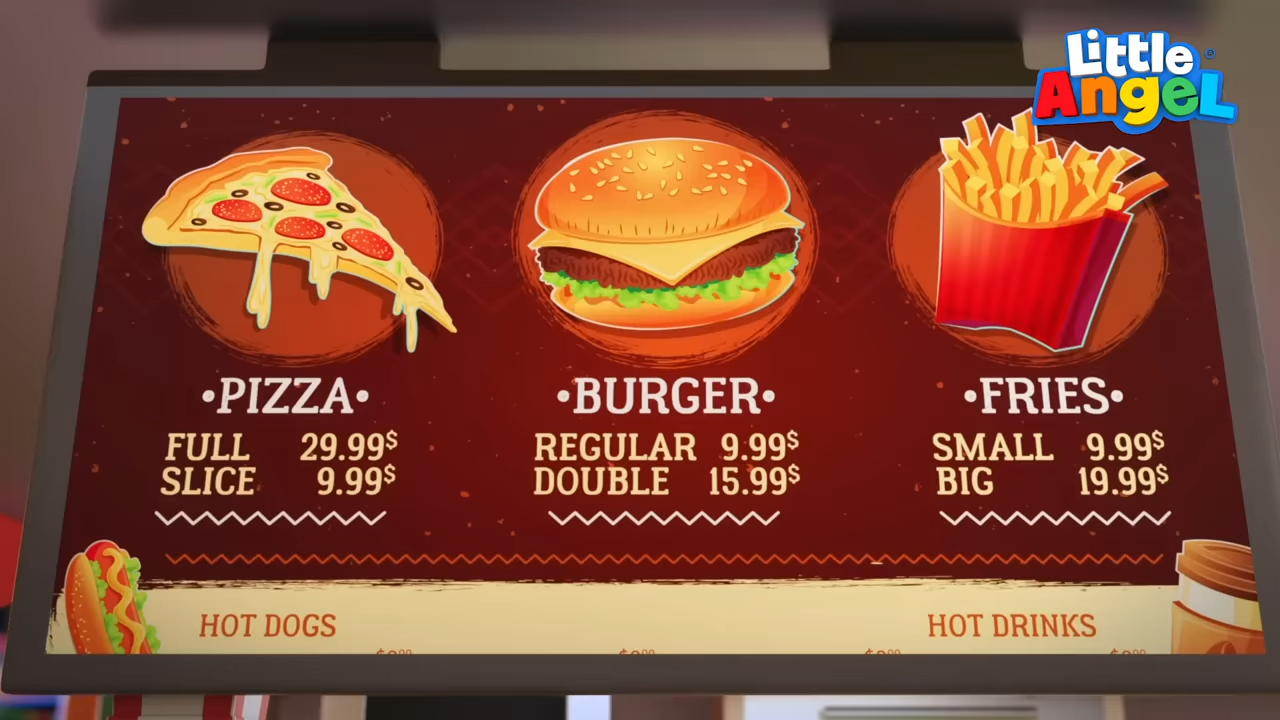 Little
Angel
•PIZZA•
FULL 29.99$
SLICE 9.99$
•BURGER•
REGULAR 9.99$
DOUBLE 15.99$
•FRIES•
SMALL 9.99$
BIG 19.99$
HOT DOGS
HOT DRINKS